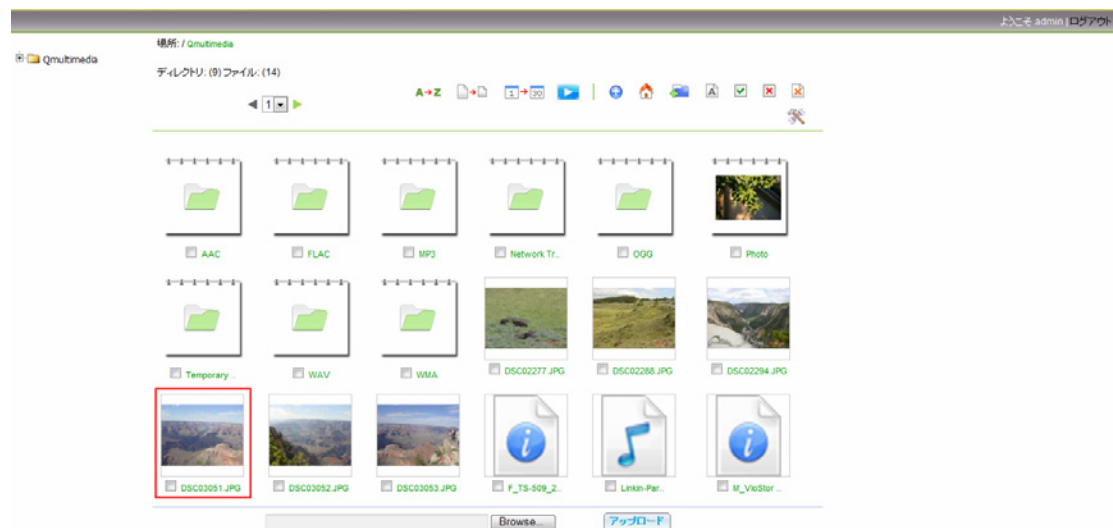 ようこそ admin | ログアウト
場所: / Qmultimedia
Qmultimedia
ディレクトリ: (9) ファイル: (14)
A→Z
1→30
A
1
AAC
FLAC
MP3
Network Tr..
OGG
Photo
Temporary ..
WAV
WMA
DSC02277.JPG
DSC02288.JPG
DSC02294.JPG
DSC03051.JPG
DSC03052.JPG
DSC03053.JPG
F_TS-509_2..
Linkin-Par..
M_VioStor ..
Browse...
アップロード